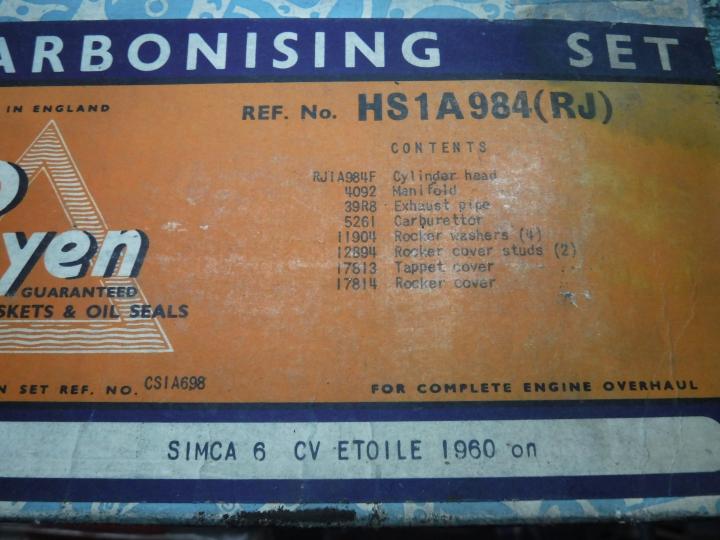 ARBONISING SET
IN ENGLAND
REF. No. HS1A984(RJ)
CONTENTS
RJ1A984F Cylinder head
4092 Manifold
39R8 Exhaust pipe
5261 Carburettor
11904 Rocker washers (4)
12894 Rocker cover studs (2)
17813 Tappet cover
17814 Rocker cover
yen
GUARANTEED
SKETS & OIL SEALS
N SET REF. NO. CS1A698
FOR COMPLETE ENGINE OVERHAUL
SIMCA 6 CV ETOILE 1960 on